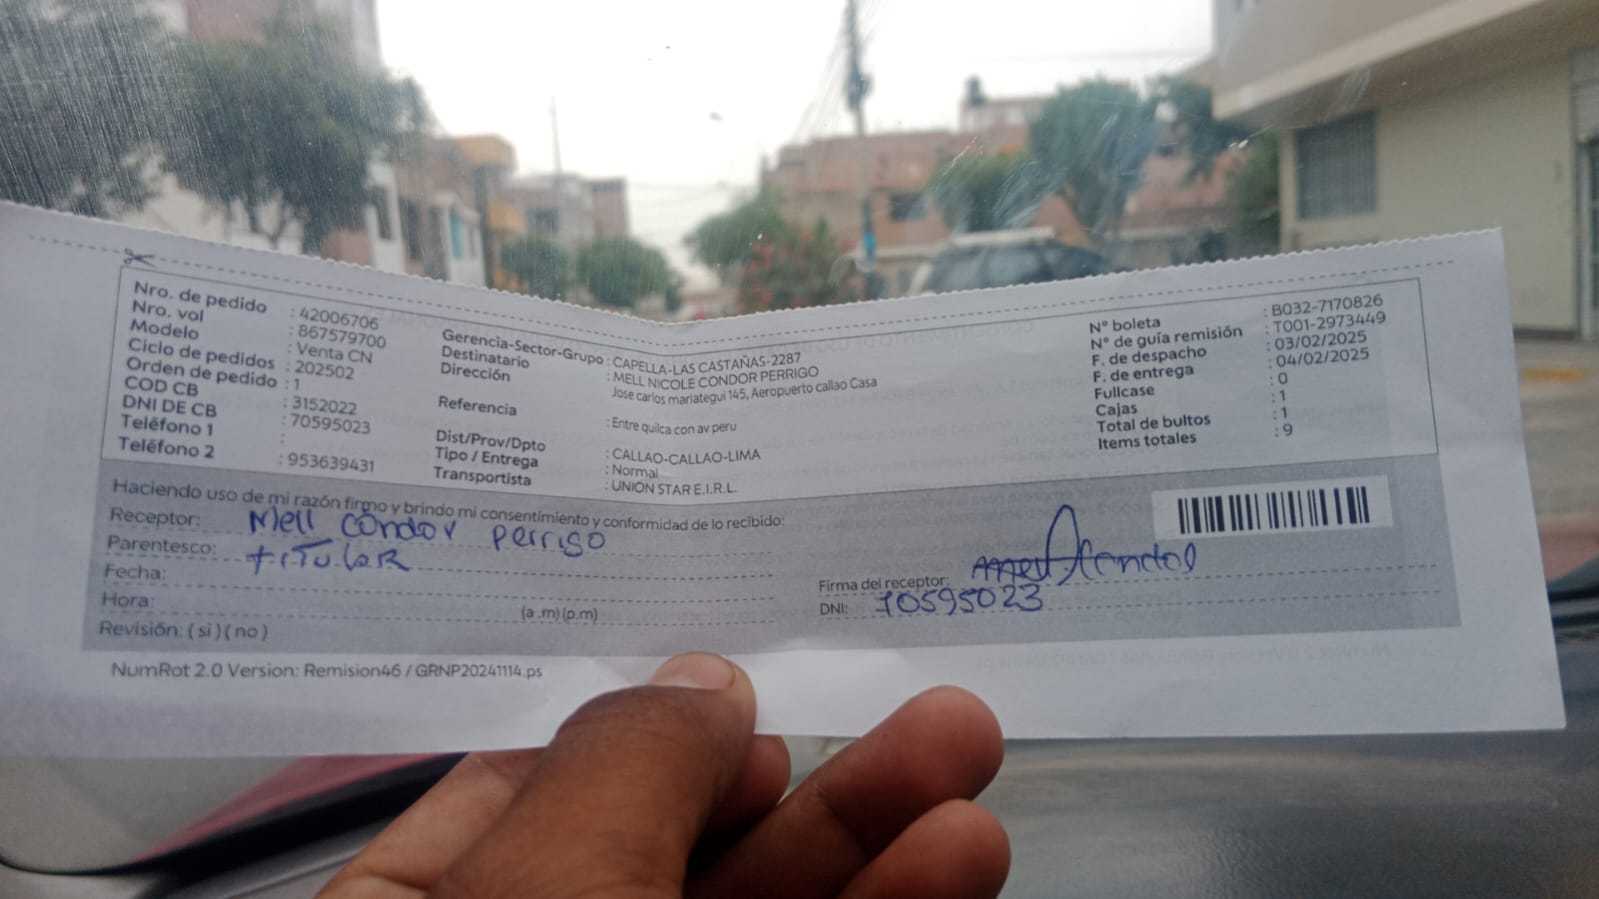 Nro. de pedido : 42006706
Nro. vol : 867579700
Modelo : Venta CN
Ciclo de pedidos : 202502
Orden de pedido : 1
COD CB : 3152022
DNI DE CB : 70595023
Teléfono 1 :
Teléfono 2 : 953639431
Gerencia-Sector-Grupo : CAPELLA-LAS CASTAÑAS-2287
Destinatario : MELL NICOLE CONDOR PERRIGO
Dirección : Jose carlos mariategui 145, Aeropuerto callao Casa
Referencia : Entre quilca con av peru
Dist/Prov/Dpto : CALLAO-CALLAO-LIMA
Tipo / Entrega : Normal
Transportista : UNION STAR E.I.R.L.
N° boleta : B032-7170826
N° de guía remisión : T001-2973449
F. de despacho : 03/02/2025
F. de entrega : 04/02/2025
Fullcase : 0
Cajas : 1
Total de bultos : 1
Items totales : 9
Haciendo uso de mi razón firmo y brindo mi consentimiento y conformidad de lo recibido:
Receptor: Mell Condor Perrigo
Parentesco: tiTuLaR
Fecha:
Hora: (a .m) (p.m)
Revisión: ( si ) ( no )
Firma del receptor: Mell Condor
DNI: 70595023
NumRot 2.0 Version: Remision46 / GRNP20241114.ps